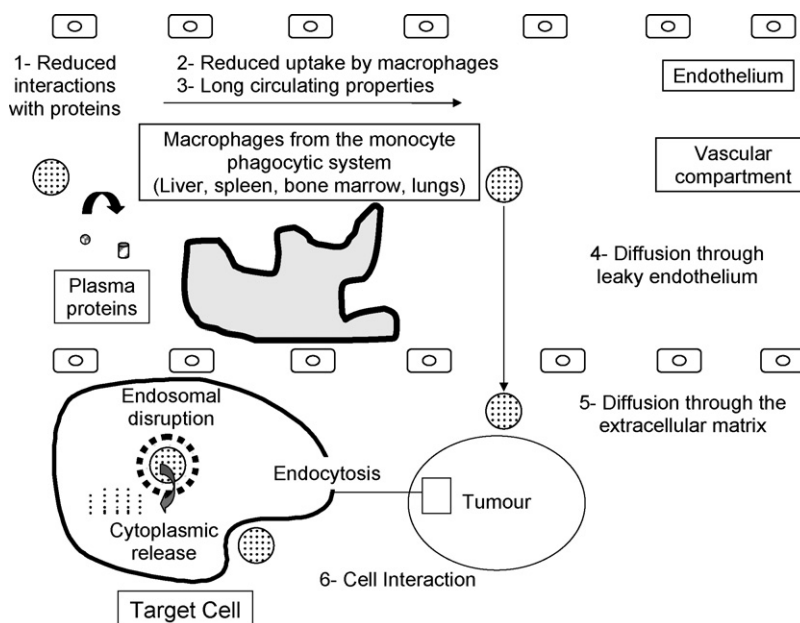 1- Reduced
interactions
with proteins
2- Reduced uptake by macrophages
3- Long circulating properties
Endothelium
Macrophages from the monocyte
phagocytic system
(Liver, spleen, bone marrow, lungs)
Vascular
compartment
Plasma
proteins
4- Diffusion through
leaky endothelium
5- Diffusion through the
extracellular matrix
Endosomal
disruption
Endocytosis
Tumour
Cytoplasmic
release
6- Cell Interaction
Target Cell